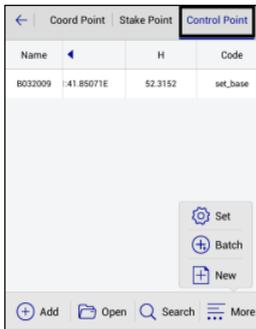 Coord Point Stake Point Control Point
Name H Code
B032009 :41.85071E 52.3152 set_base
Set
Batch
New
Add Open Search More